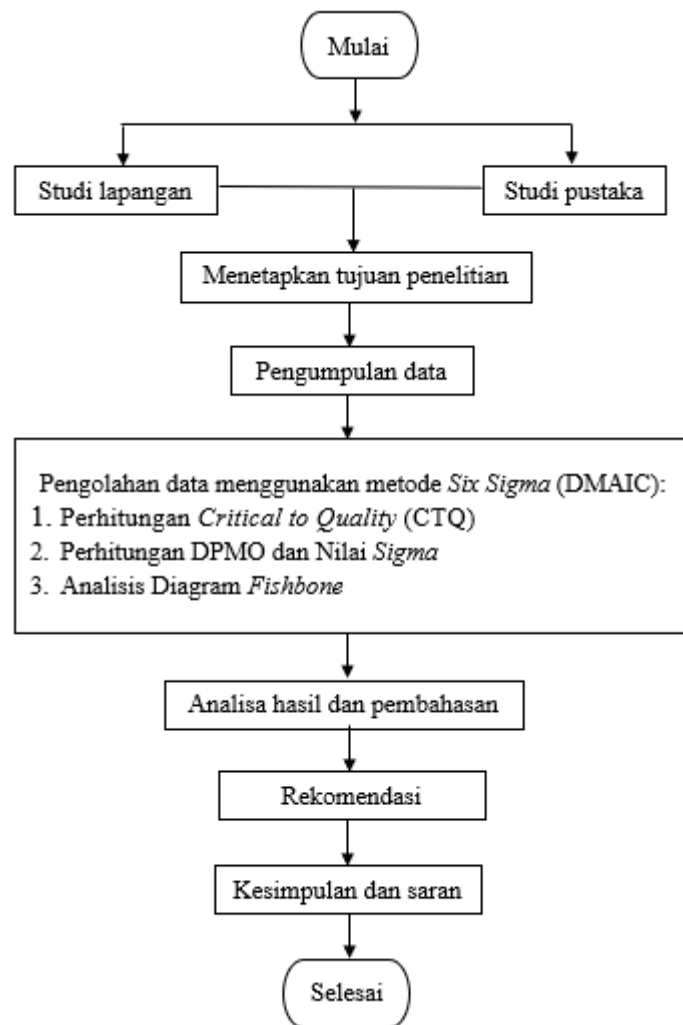 Mulai
Studi lapangan
Studi pustaka
Menetapkan tujuan penelitian
Pengumpulan data
Pengolahan data menggunakan metode Six Sigma (DMAIC):
1. Perhitungan Critical to Quality (CTQ)
2. Perhitungan DPMO dan Nilai Sigma
3. Analisis Diagram Fishbone
Analisa hasil dan pembahasan
Rekomendasi
Kesimpulan dan saran
Selesai